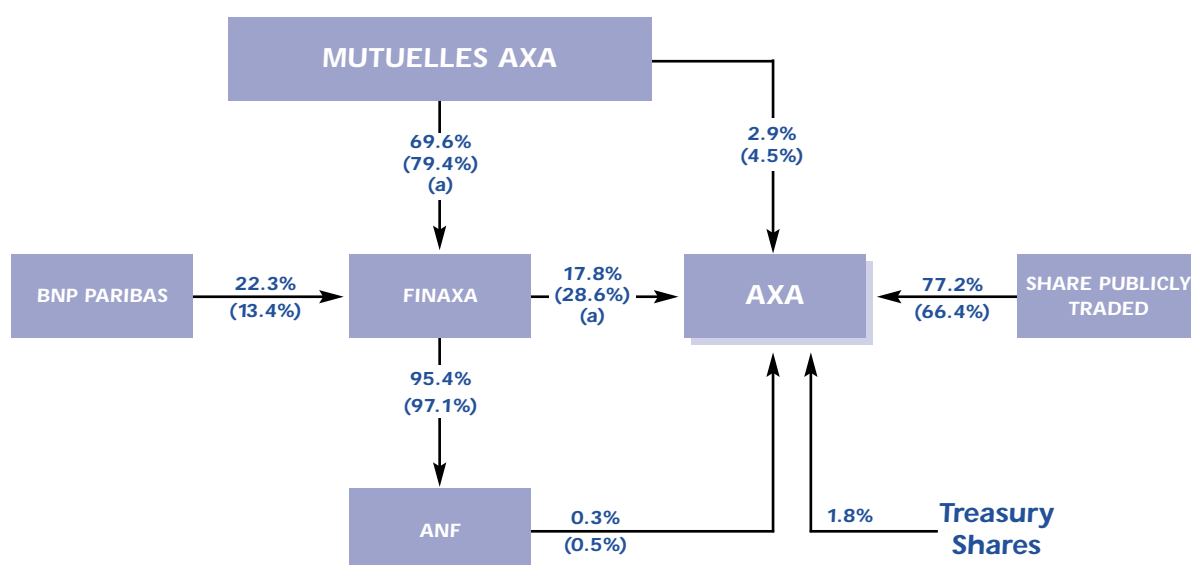 MUTUELLES AXA
69.6%
(79.4%)
(a)
2.9%
(4.5%)
BNP PARIBAS
22.3%
(13.4%)
FINAXA
17.8%
(28.6%)
(a)
AXA
77.2%
(66.4%)
SHARE PUBLICLY
TRADED
95.4%
(97.1%)
ANF
0.3%
(0.5%)
1.8%
Treasury
Shares